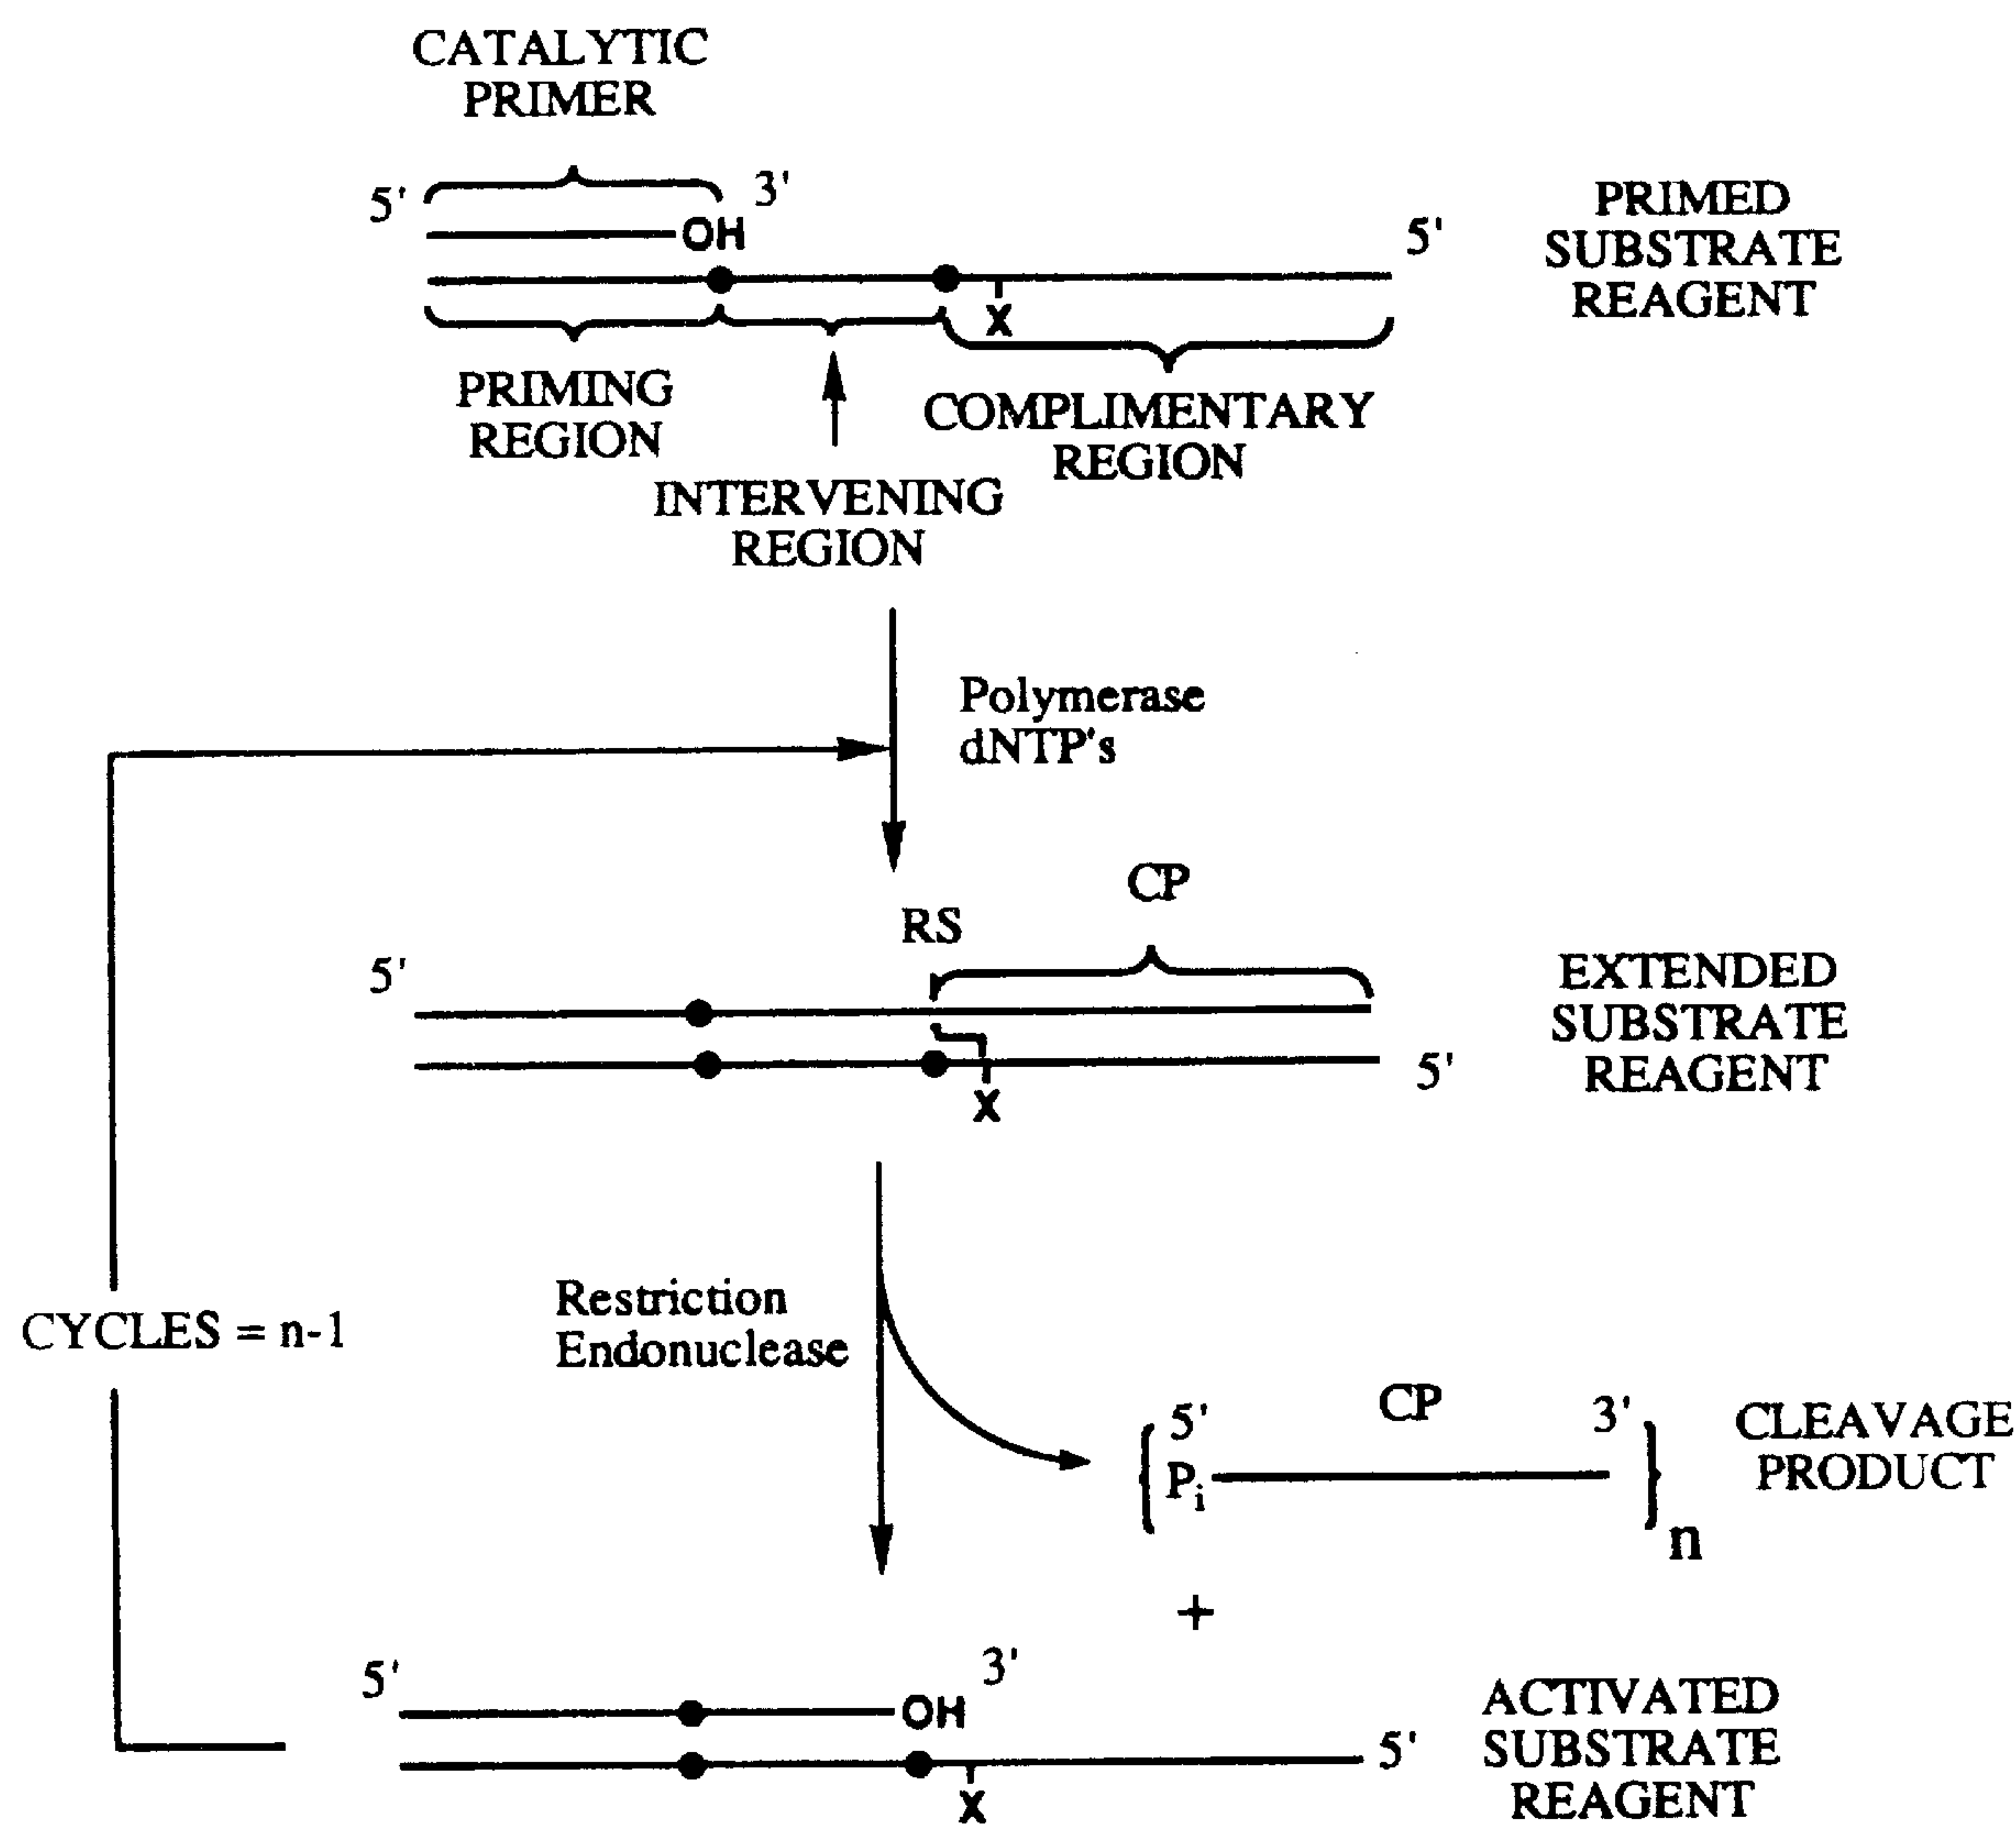 CATALYTIC
PRIMER
5'
3'
OH
5'
PRIMED
SUBSTRATE
REAGENT
X
PRIMING
REGION
COMPLIMENTARY
REGION
INTERVENING
REGION
Polymerase
dNTP's
CP
RS
5'
5'
X
EXTENDED
SUBSTRATE
REAGENT
CYCLES = n-1
Restriction
Endonuclease
5'
CP
3'
Pi
n
CLEAVAGE
PRODUCT
+
5'
3'
OH
5'
X
ACTIVATED
SUBSTRATE
REAGENT